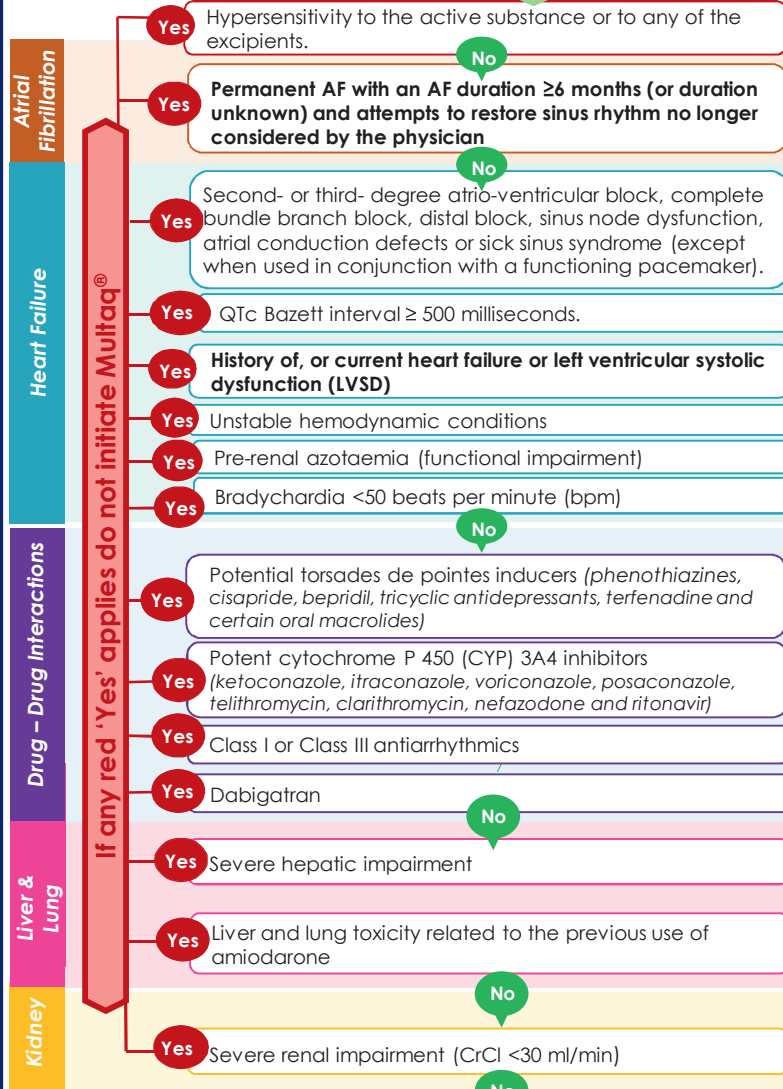 Yes
Hypersensitivity to the active substance or to any of the
excipients.
No
Atrial
Fibrillation
Yes
Permanent AF with an AF duration ≥6 months (or duration
unknown) and attempts to restore sinus rhythm no longer
considered by the physician
No
If any red ‘Yes’ applies do not initiate Multaq®
Heart Failure
Yes
Second- or third- degree atrio-ventricular block, complete
bundle branch block, distal block, sinus node dysfunction,
atrial conduction defects or sick sinus syndrome (except
when used in conjunction with a functioning pacemaker).
Yes
QTc Bazett interval ≥ 500 milliseconds.
Yes
History of, or current heart failure or left ventricular systolic
dysfunction (LVSD)
Yes
Unstable hemodynamic conditions
Yes
Pre-renal azotaemia (functional impairment)
Yes
Bradychardia <50 beats per minute (bpm)
No
Drug – Drug Interactions
Yes
Potential torsades de pointes inducers (phenothiazines,
cisapride, bepridil, tricyclic antidepressants, terfenadine and
certain oral macrolides)
Yes
Potent cytochrome P 450 (CYP) 3A4 inhibitors
(ketoconazole, itraconazole, voriconazole, posaconazole,
telithromycin, clarithromycin, nefazodone and ritonavir)
Yes
Class I or Class III antiarrhythmics
Yes
Dabigatran
No
Liver &
Lung
Yes
Severe hepatic impairment
Yes
Liver and lung toxicity related to the previous use of
amiodarone
No
Kidney
Yes
Severe renal impairment (CrCl <30 ml/min)
No